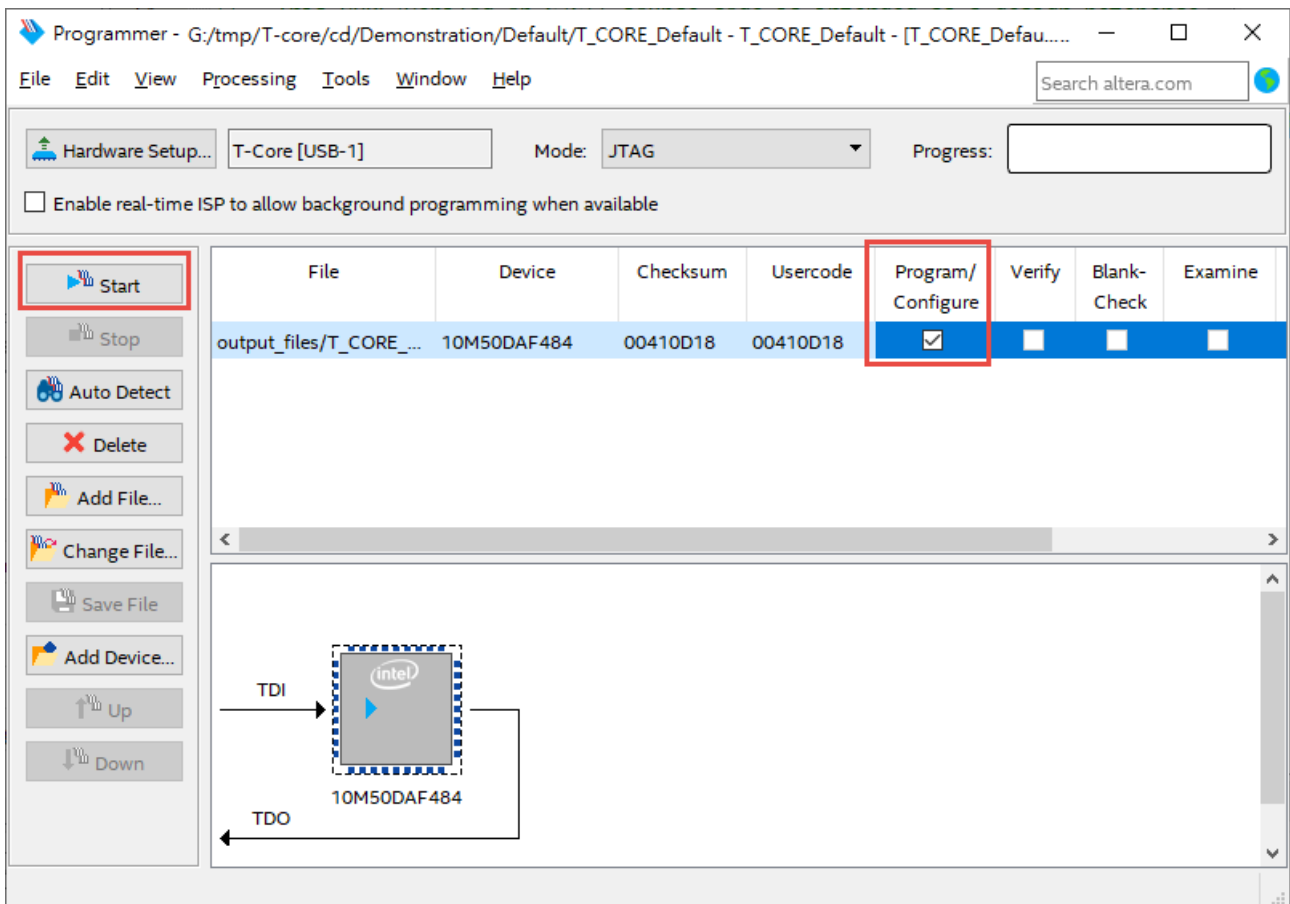 Programmer - G:/tmp/T-core/cd/Demonstration/Default/T_CORE_Default - T_CORE_Default - [T_CORE_Defau.....
File Edit View Processing Tools Window Help
Search altera.com
Hardware Setup... T-Core [USB-1] Mode: JTAG Progress:
Enable real-time ISP to allow background programming when available
Start
Stop
Auto Detect
Delete
Add File...
Change File...
Save File
Add Device...
Up
Down
File Device Checksum Usercode Program/ Configure Verify Blank- Check Examine
output_files/T_CORE_... 10M50DAF484 00410D18 00410D18
TDI
intel
10M50DAF484
TDO